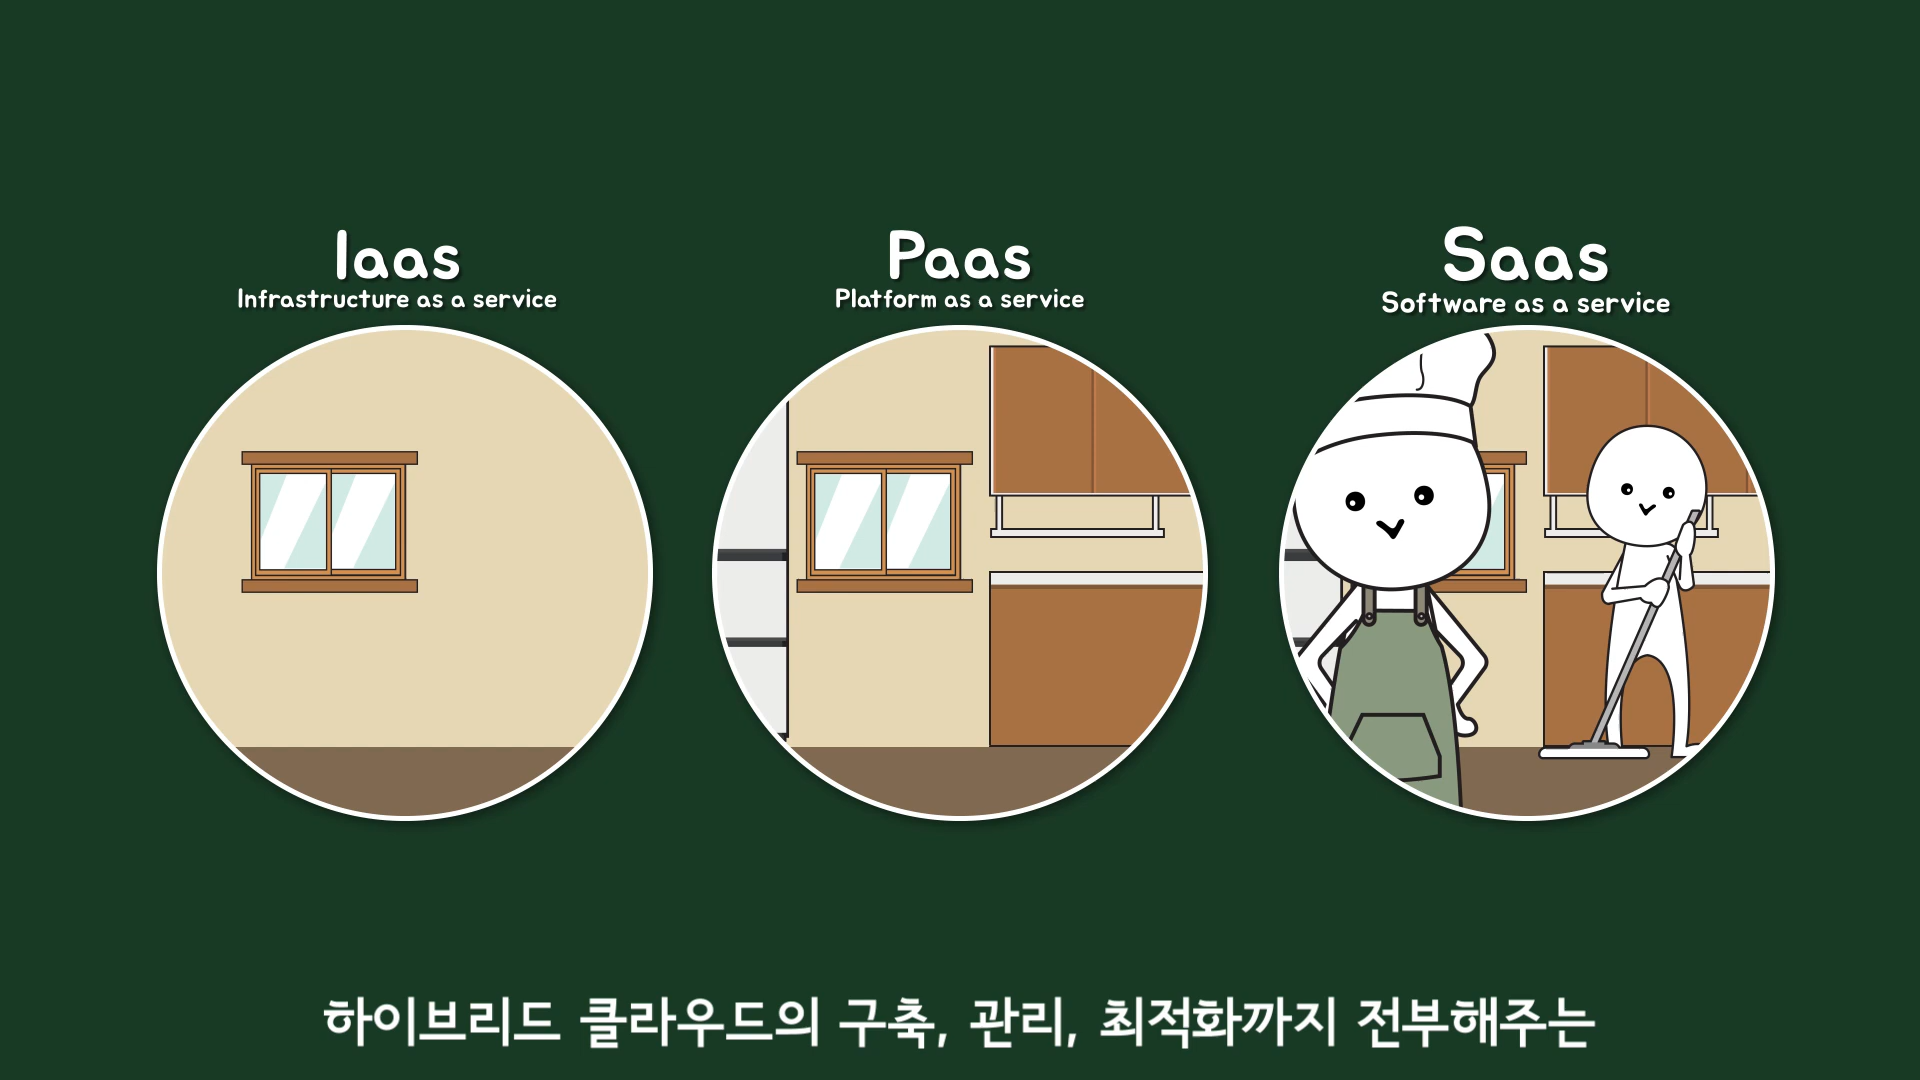 Iaas
Infrastructure as a service
Paas
Platform as a service
Saas
Software as a service
하이브리드 클라우드의 구축, 관리, 최적화까지 전부해주는